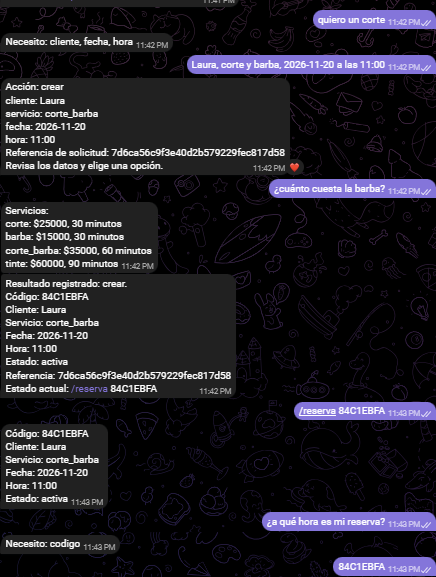 11:41 PM
quiero un corte 11:42 PM
Necesito: cliente, fecha, hora 11:42 PM
Laura, corte y barba, 2026-11-20 a las 11:00 11:42 PM
Acción: crear
cliente: Laura
servicio: corte_barba
fecha: 2026-11-20
hora: 11:00
Referencia de solicitud: 7d6ca56c9f3e40d2b579229fec817d58
Revisa los datos y elige una opción.
11:42 PM
¿cuánto cuesta la barba? 11:42 PM
Servicios:
corte: $25000, 30 minutos
barba: $15000, 30 minutos
corte_barba: $35000, 60 minutos
tinte: $60000, 90 minutos 11:42 PM
Resultado registrado: crear.
Código: 84C1EBFA
Cliente: Laura
Servicio: corte_barba
Fecha: 2026-11-20
Hora: 11:00
Estado: activa
Referencia: 7d6ca56c9f3e40d2b579229fec817d58
Estado actual: /reserva 84C1EBFA 11:42 PM
/reserva 84C1EBFA 11:43 PM
Código: 84C1EBFA
Cliente: Laura
Servicio: corte_barba
Fecha: 2026-11-20
Hora: 11:00
Estado: activa 11:43 PM
¿a qué hora es mi reserva? 11:43 PM
Necesito: codigo 11:43 PM
84C1EBFA 11:43 PM